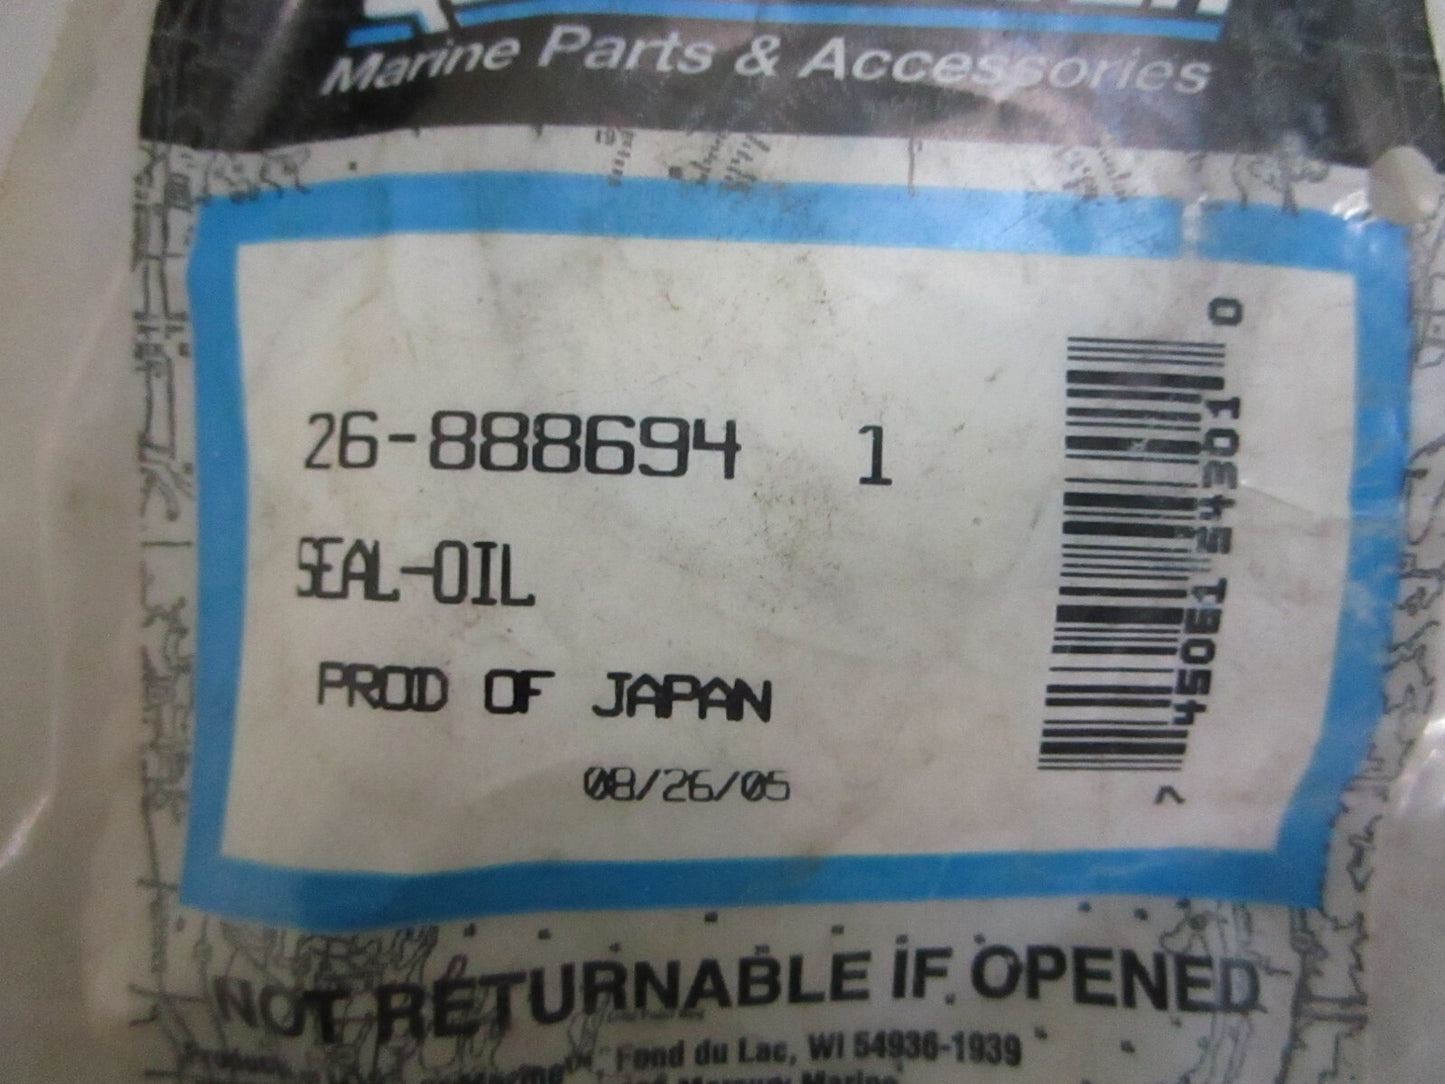 Marine Parts & Accessories
26-888694 1
SEAL-OIL
PROD OF JAPAN
08/26/05
0 45061 54301 >
NOT RETURNABLE IF OPENED
Fond du Lac, WI 54936-1939